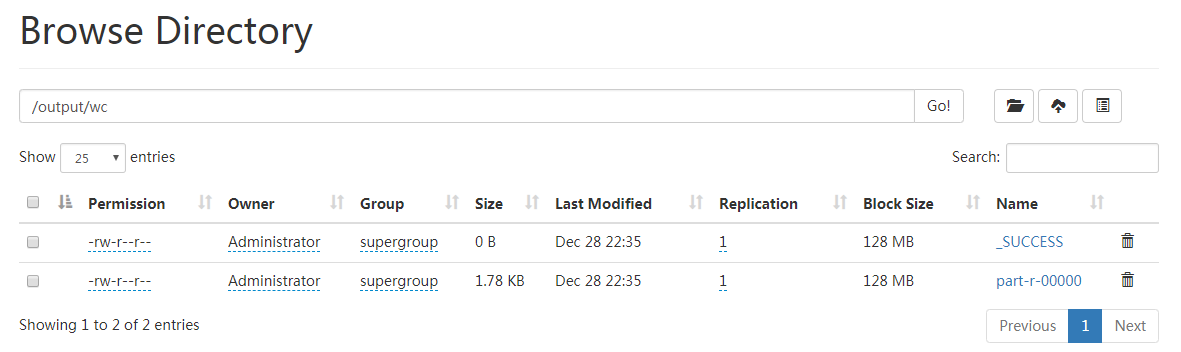 Browse Directory
/output/wc Go!
Show 25 entries Search:
Permission Owner Group Size Last Modified Replication Block Size Name
-rw-r--r-- Administrator supergroup 0 B Dec 28 22:35 1 128 MB _SUCCESS
-rw-r--r-- Administrator supergroup 1.78 KB Dec 28 22:35 1 128 MB part-r-00000
Showing 1 to 2 of 2 entries Previous 1 Next